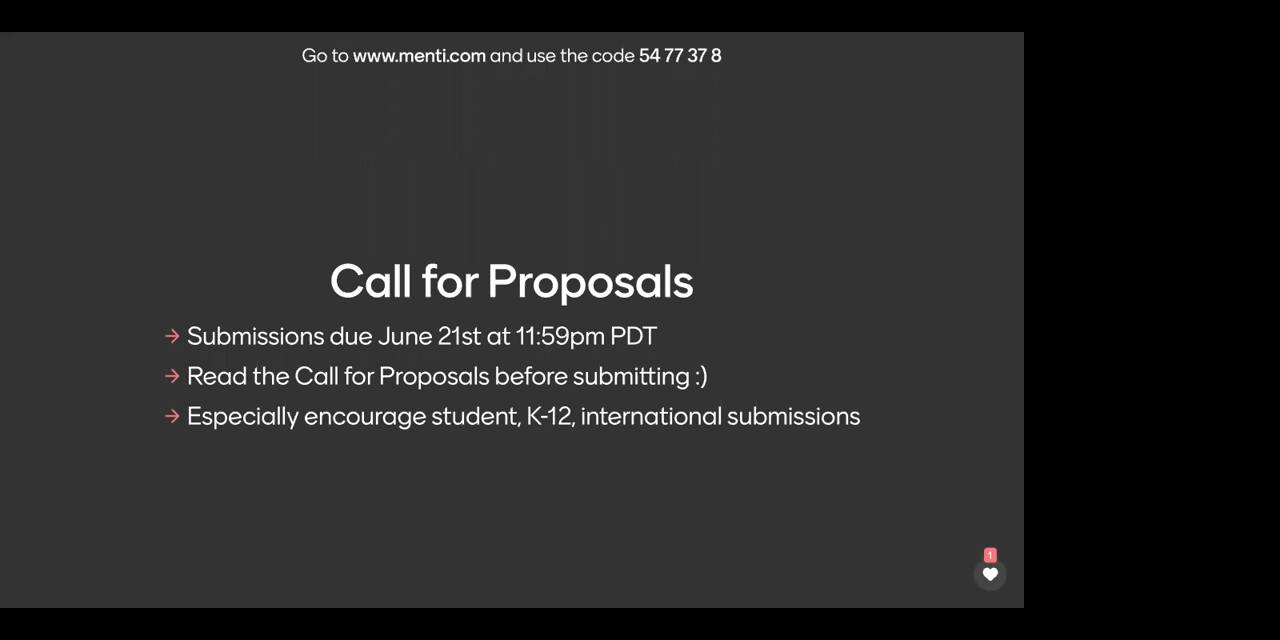 Go to www.menti.com and use the code 54 77 37 8
Call for Proposals
→ Submissions due June 21st at 11:59pm PDT
→ Read the Call for Proposals before submitting :)
→ Especially encourage student, K-12, international submissions
1